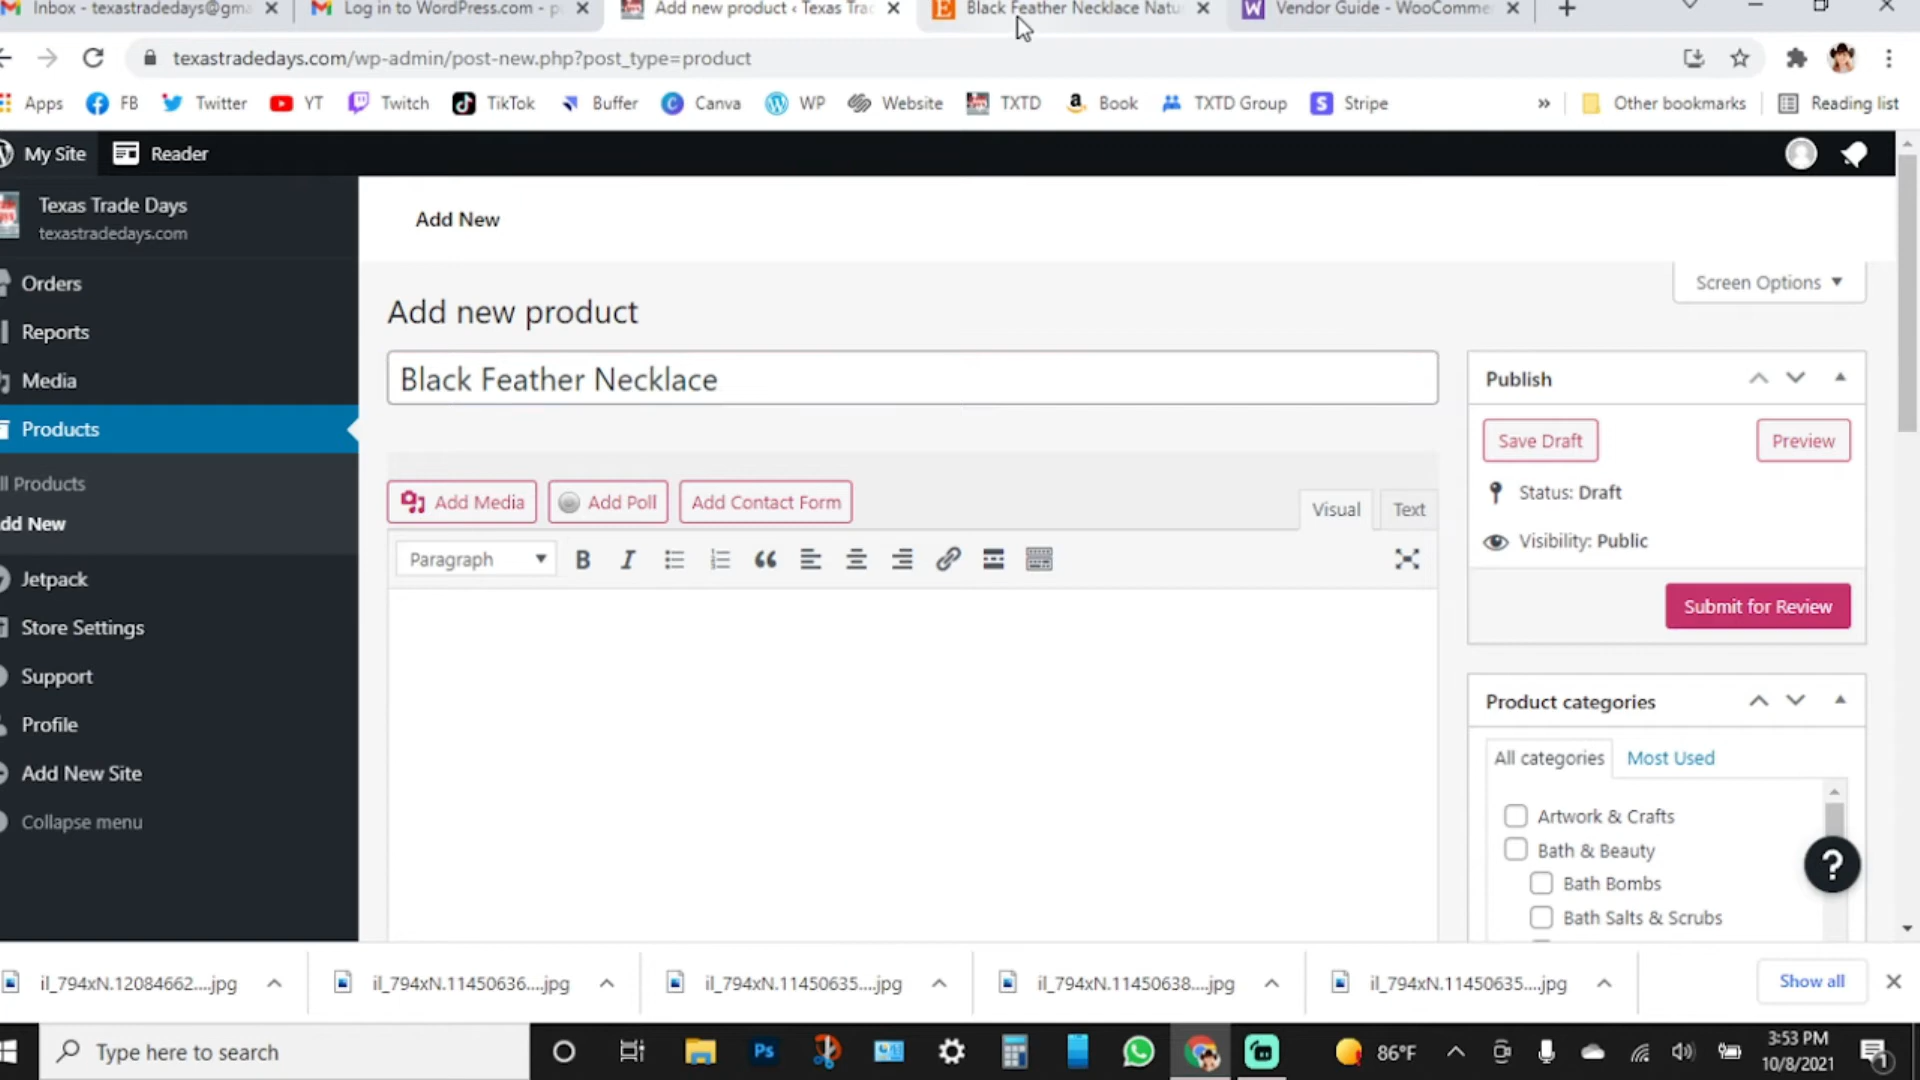 Inbox - texastradedays@gma
Log in to WordPress.com - p
Add new product ‹ Texas Trad
Black Feather Necklace Natu
Vendor Guide - WooComme
texastradedays.com/wp-admin/post-new.php?post_type=product
Apps
FB
Twitter
YT
Twitch
TikTok
Buffer
Canva
WP
Website
TXTD
Book
TXTD Group
Stripe
»
Other bookmarks
Reading list
My Site
Reader
Texas Trade Days
texastradedays.com
Orders
Reports
Media
Products
ll Products
dd New
Jetpack
Store Settings
Support
Profile
Add New Site
Collapse menu
Add New
Screen Options
Add new product
Black Feather Necklace
Add Media
Add Poll
Add Contact Form
Visual
Text
Paragraph
B
I
Publish
Save Draft
Preview
Status: Draft
Visibility: Public
Submit for Review
Product categories
All categories
Most Used
Artwork & Crafts
Bath & Beauty
Bath Bombs
Bath Salts & Scrubs
?
il_794xN.12084662....jpg
il_794xN.11450636....jpg
il_794xN.11450635....jpg
il_794xN.11450638....jpg
il_794xN.11450635....jpg
Show all
Type here to search
Ps
86°F
3:53 PM
10/8/2021
1